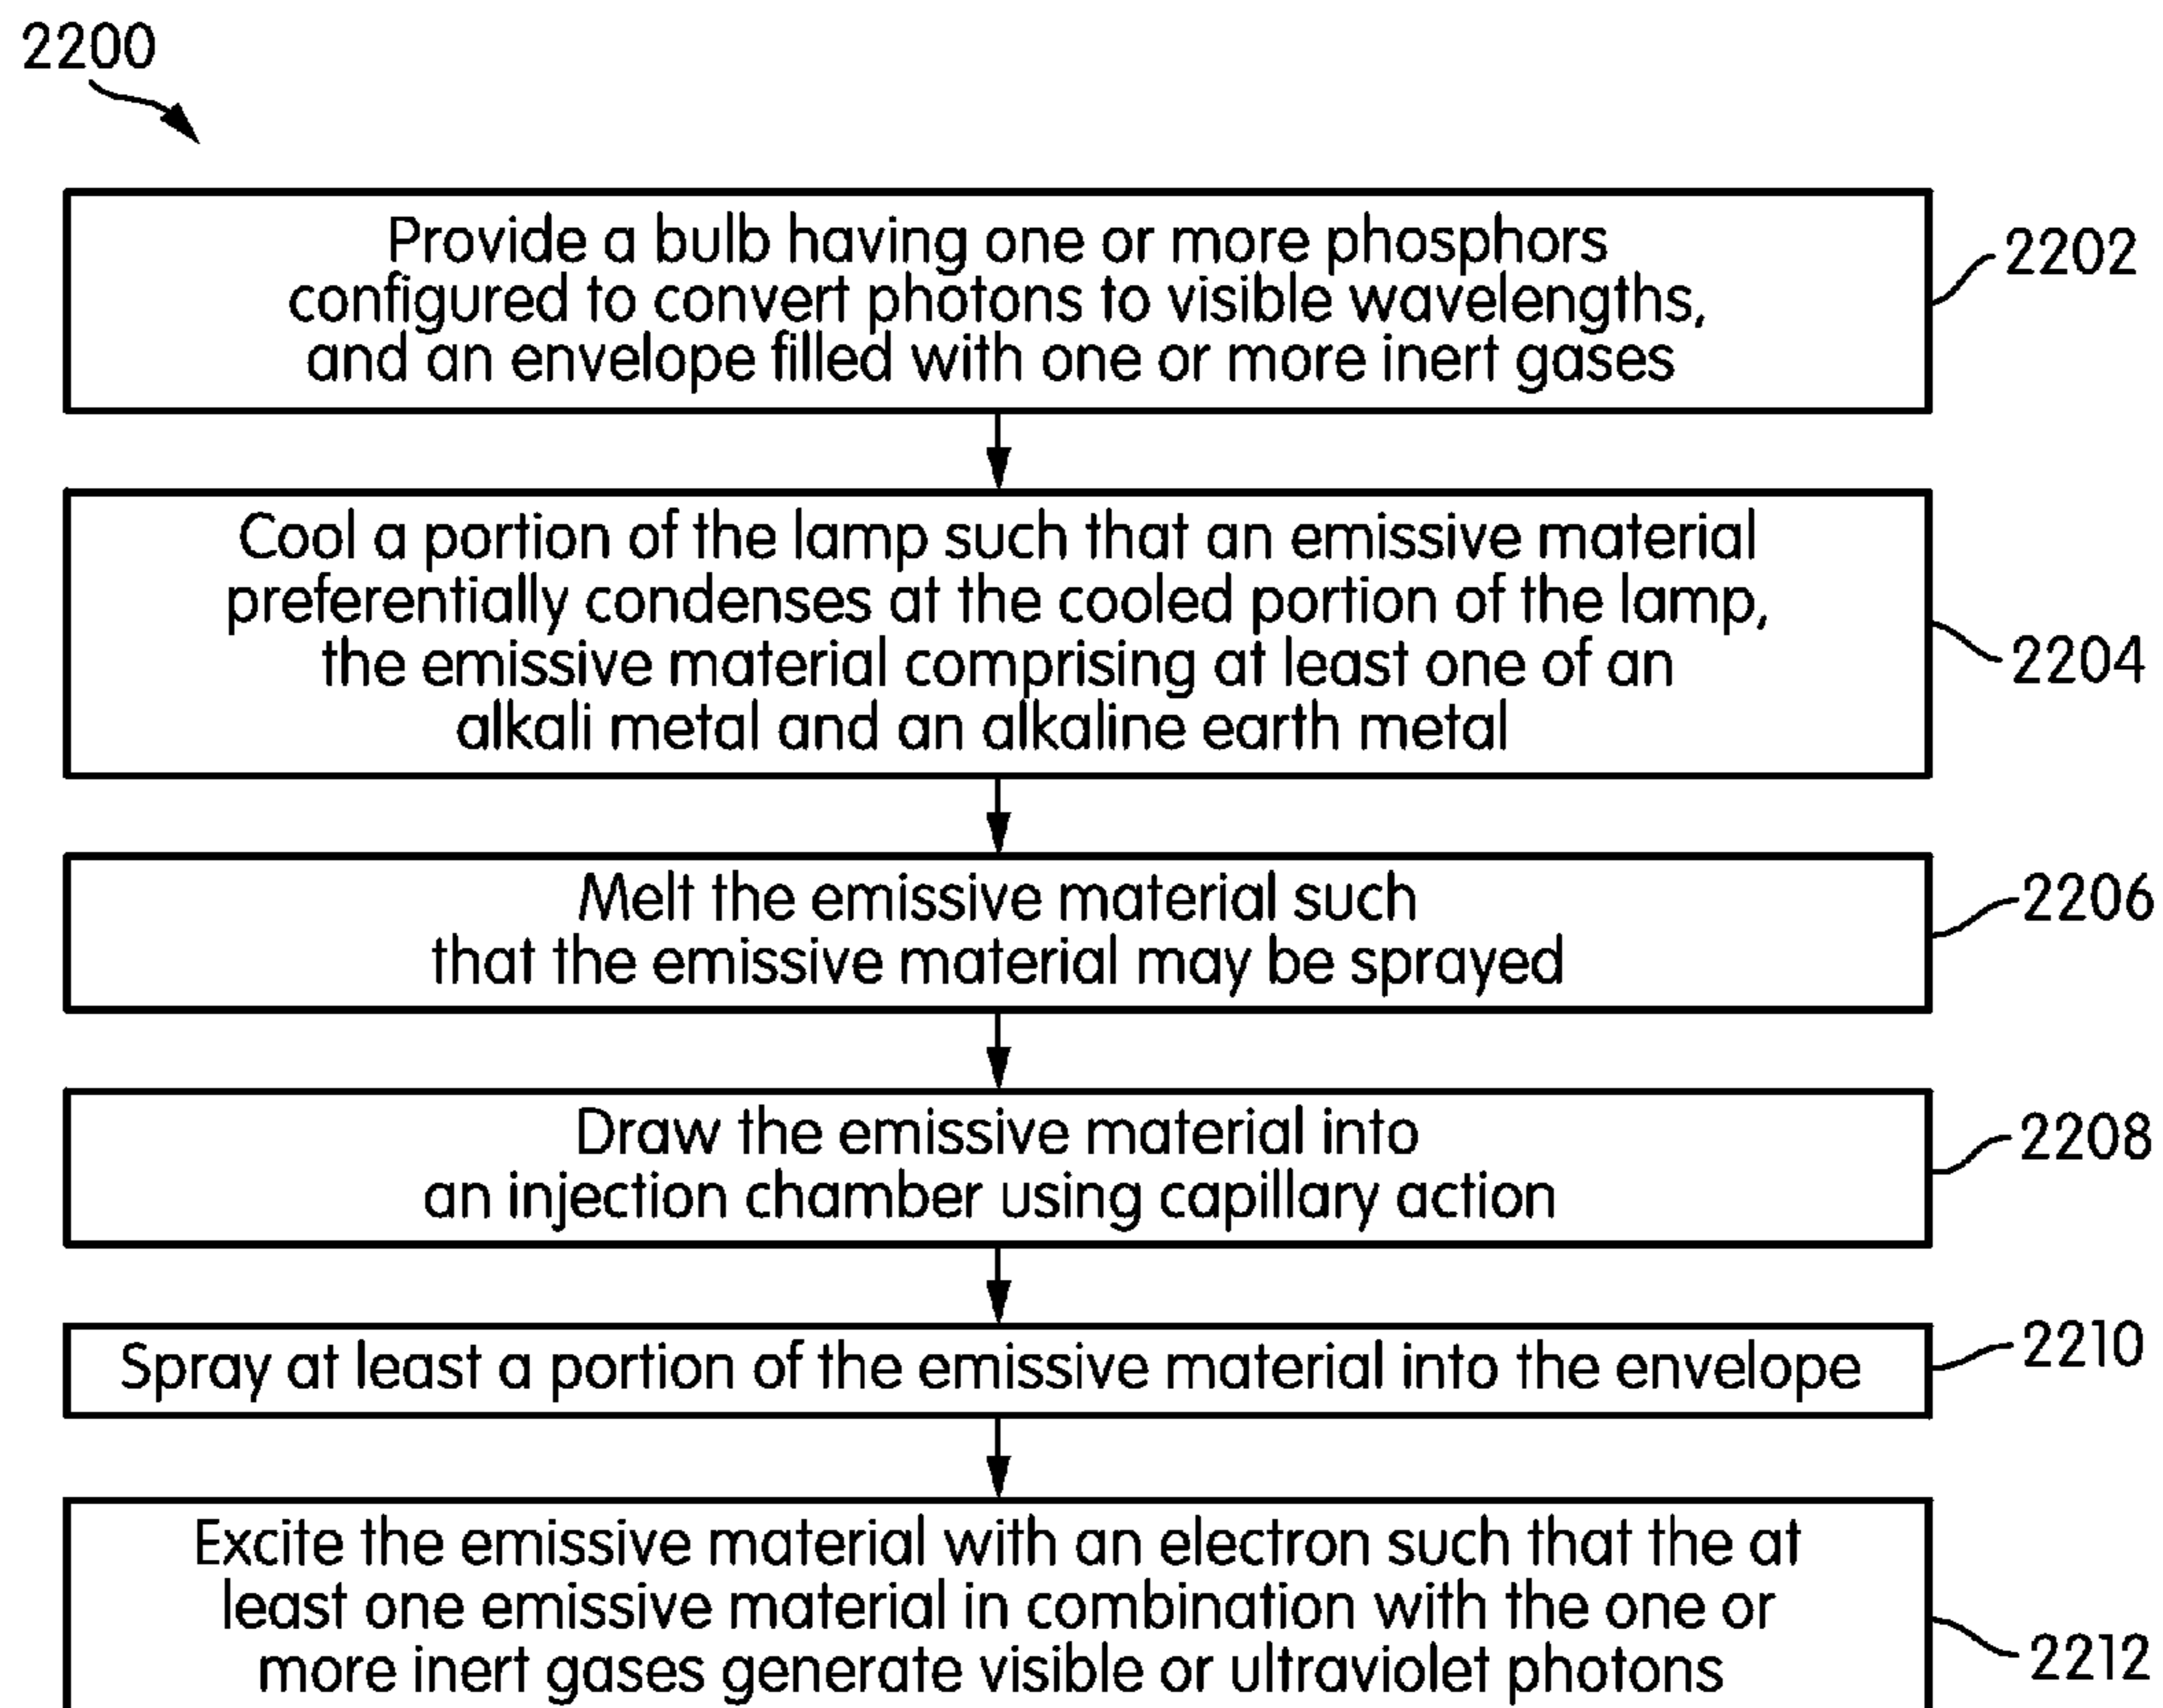 2200
Provide a bulb having one or more phosphors
configured to convert photons to visible wavelengths,
and an envelope filled with one or more inert gases
2202
Cool a portion of the lamp such that an emissive material
preferentially condenses at the cooled portion of the lamp,
the emissive material comprising at least one of an
alkali metal and an alkaline earth metal
2204
Melt the emissive material such
that the emissive material may be sprayed
2206
Draw the emissive material into
an injection chamber using capillary action
2208
Spray at least a portion of the emissive material into the envelope
2210
Excite the emissive material with an electron such that the at
least one emissive material in combination with the one or
more inert gases generate visible or ultraviolet photons
2212